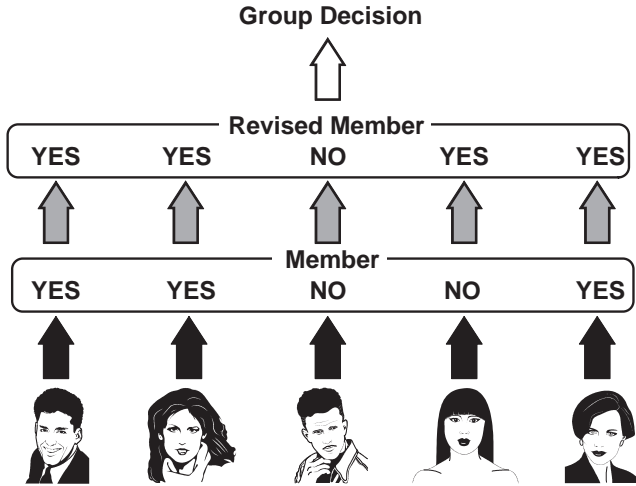 Group Decision
Revised Member
YES YES NO YES YES
Member
YES YES NO NO YES